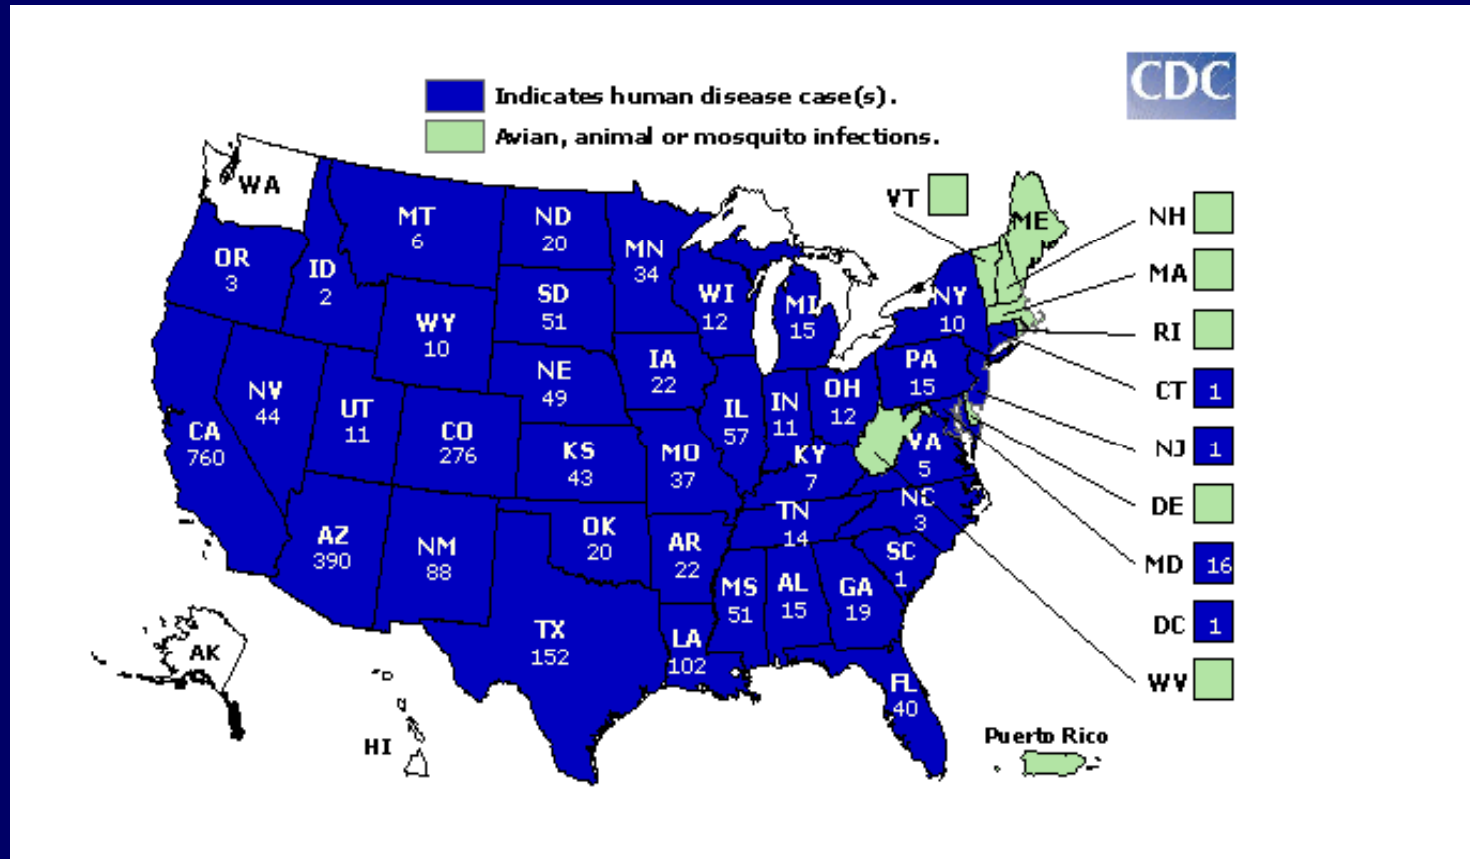 CDC
Indicates human disease case(s).
Avian, animal or mosquito infections.
WA
VT
ME
NH
MT
6
ND
20
MN
34
OR
3
ID
2
MA
SD
51
WI
12
MI
15
NY
10
WY
10
RI
IA
22
PA
15
NE
49
OH
12
CT 1
NV
44
UT
11
IL
57
IN
11
CA
760
CO
276
KS
43
MO
37
KY
7
VA
5
NJ 1
NC
3
DE
TN
14
AZ
390
NM
88
OK
20
AR
22
SC
1
MD 16
MS
51
AL
15
GA
19
DC 1
TX
152
LA
102
AK
WV
FL
40
HI
Puerto Rico